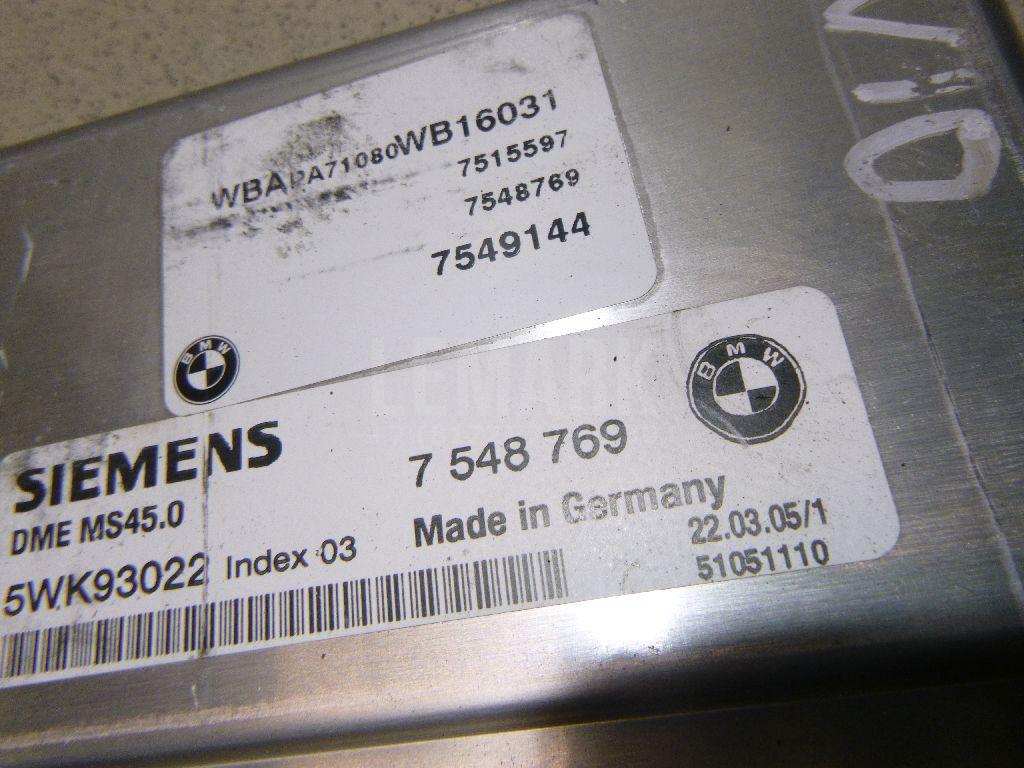 WBAPA71080WB16031
7515597
7548769
7549144
BMW
SIEMENS
7 548 769
BMW
DME MS45.0
Made in Germany
22.03.05/1
5WK93022 Index 03
51051110
LEMARK